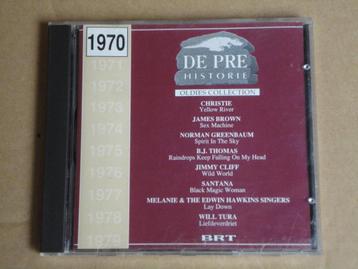 1970
1971
1972
1973
1974
1975
1976
1977
1978
1979
DE PRE
HISTORIE
OLDIES COLLECTION
CHRISTIE
Yellow River
JAMES BROWN
Sex Machine
NORMAN GREENBAUM
Spirit In The Sky
B.J. THOMAS
Raindrops Keep Falling On My Head
JIMMY CLIFF
Wild World
SANTANA
Black Magic Woman
MELANIE & THE EDWIN HAWKINS SINGERS
Lay Down
WILL TURA
Liefdeverdriet
BRT